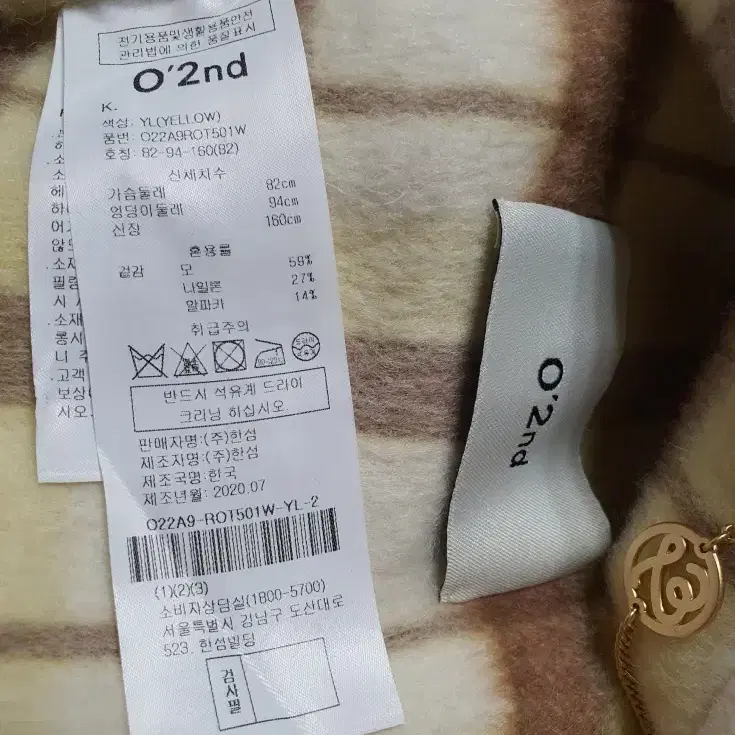 전기용품및생활용품안전
관리법에 의한 품질표시
O'2nd
K.
색상: YL(YELLOW)
품번: O22A9ROT501W
호칭: 82-94-160(82)
신체치수
가슴둘레 82cm
엉덩이둘레 94cm
신장 160cm
혼용률
겉감 모 59%
나일론 27%
알파카 14%
취급주의
반드시 석유계 드라이
크리닝 하십시오
판매자명:(주)한섬
제조자명:(주)한섬
제조국명:한국
제조년월: 2020.07
O22A9-ROT501W-YL-2
(1)(2)(3)
소비자상담실(1800-5700)
서울특별시 강남구 도산대로
523, 한섬빌딩
검사필
O'2nd